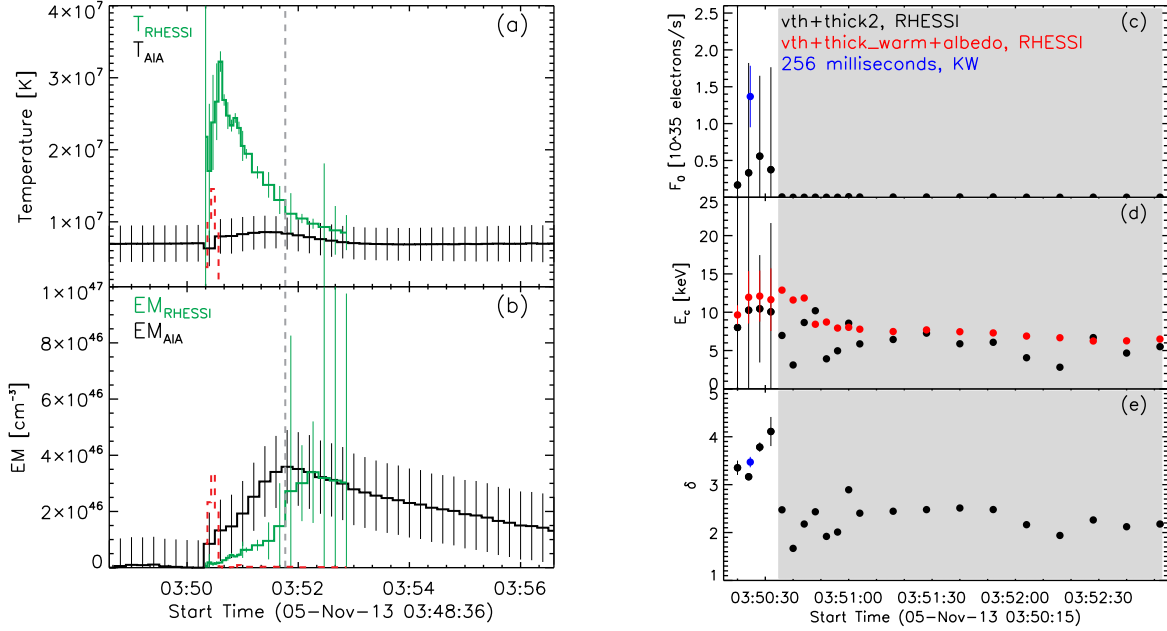 (a)
T_RHESSI
T_AIA
4×10^7
3×10^7
2×10^7
1×10^7
Temperature [K]
(b)
EM_RHESSI
EM_AIA
1×10^47
8×10^46
6×10^46
4×10^46
2×10^46
0
EM [cm^-3]
03:50 03:52 03:54 03:56
Start Time (05-Nov-13 03:48:36)
(c)
vth+thick2, RHESSI
vth+thick_warm+albedo, RHESSI
256 milliseconds, KW
2.5
2.0
1.5
1.0
0.5
0.0
F_0 [10^35 electrons/s]
(d)
25
20
15
10
5
0
E_c [keV]
(e)
5
4
3
2
1
δ
03:50:30 03:51:00 03:51:30 03:52:00 03:52:30
Start Time (05-Nov-13 03:50:15)